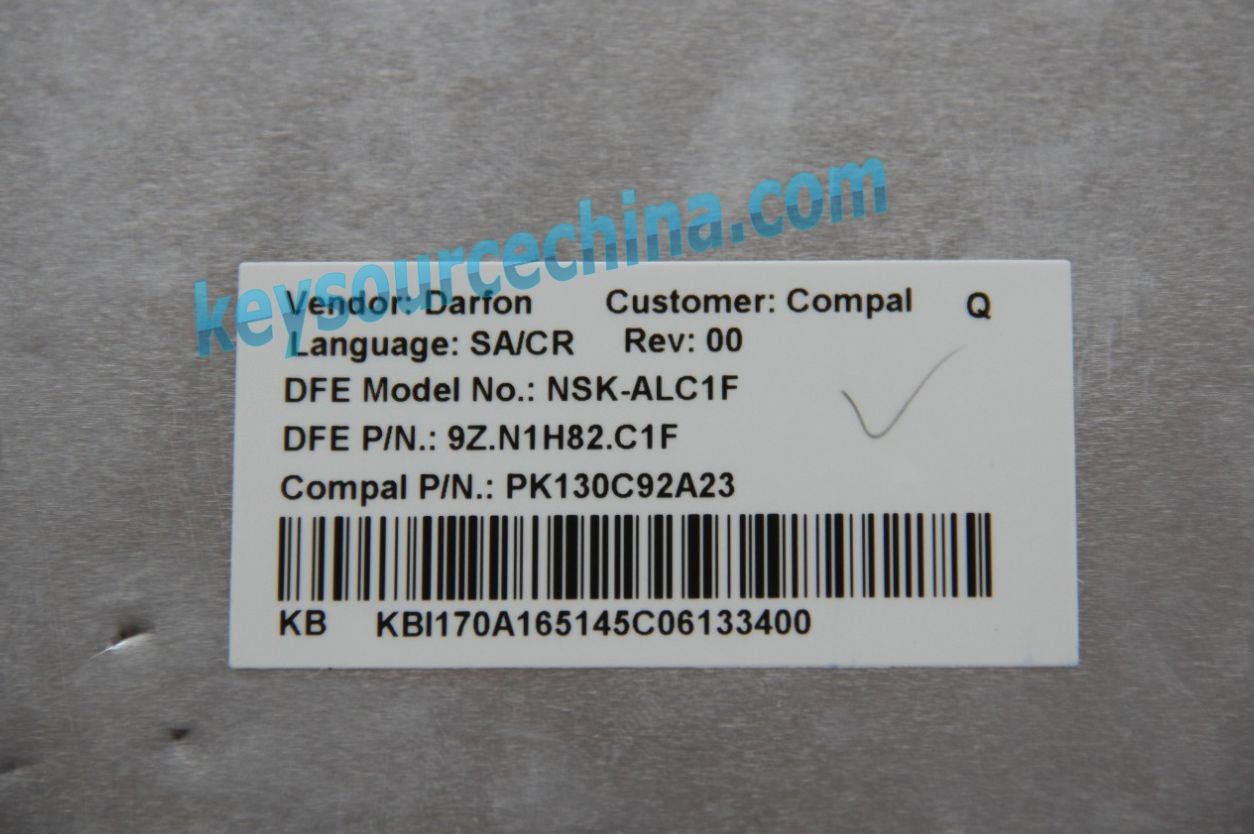 keysourcechina.com
Vendor: Darfon Customer: Compal Q
Language: SA/CR Rev: 00
DFE Model No.: NSK-ALC1F
DFE P/N.: 9Z.N1H82.C1F
Compal P/N.: PK130C92A23
KB KBI170A165145C06133400